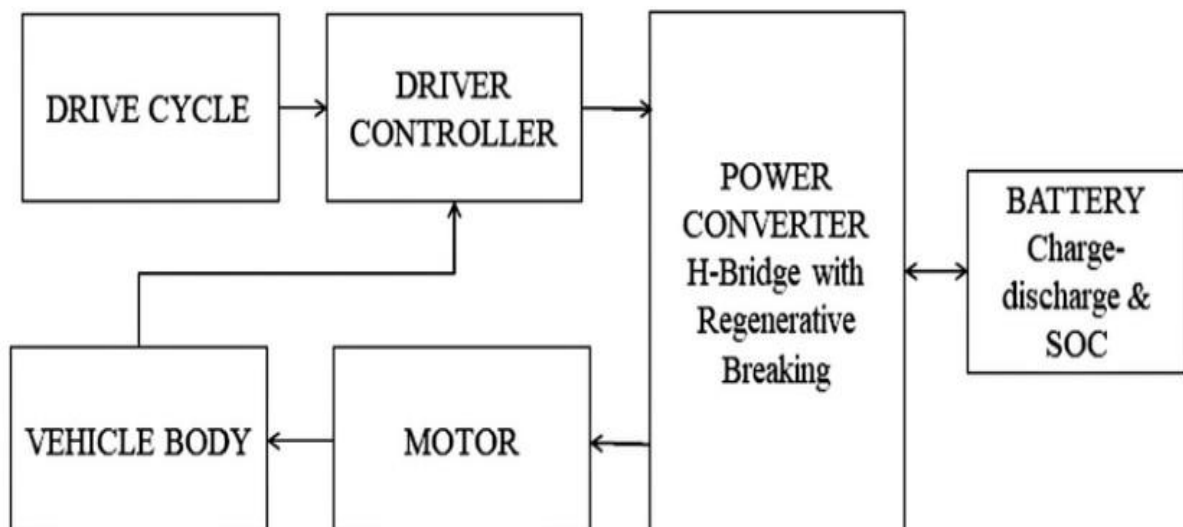 DRIVE CYCLE
DRIVER
CONTROLLER
POWER
CONVERTER
H-Bridge with
Regenerative
Breaking
BATTERY
Charge-
discharge &
SOC
VEHICLE BODY
MOTOR